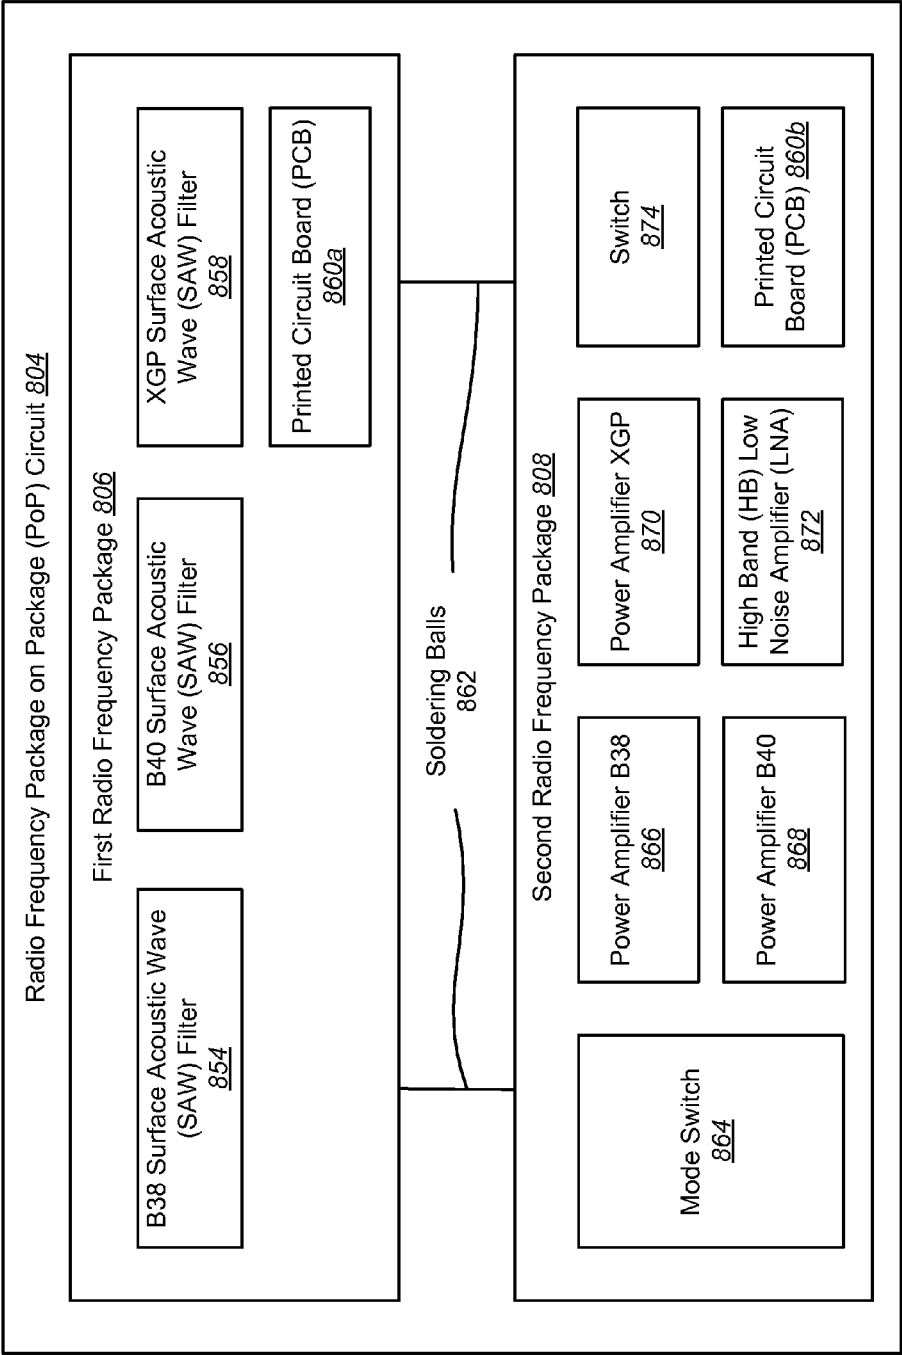 Radio Frequency Package on Package (PoP) Circuit 804
First Radio Frequency Package 806
B38 Surface Acoustic Wave
(SAW) Filter
854
B40 Surface Acoustic
Wave (SAW) Filter
856
XGP Surface Acoustic
Wave (SAW) Filter
858
Printed Circuit Board (PCB)
860a
Soldering Balls
862
Second Radio Frequency Package 808
Mode Switch
864
Power Amplifier B38
866
Power Amplifier XGP
870
Switch
874
Power Amplifier B40
868
High Band (HB) Low
Noise Amplifier (LNA)
872
Printed Circuit
Board (PCB) 860b